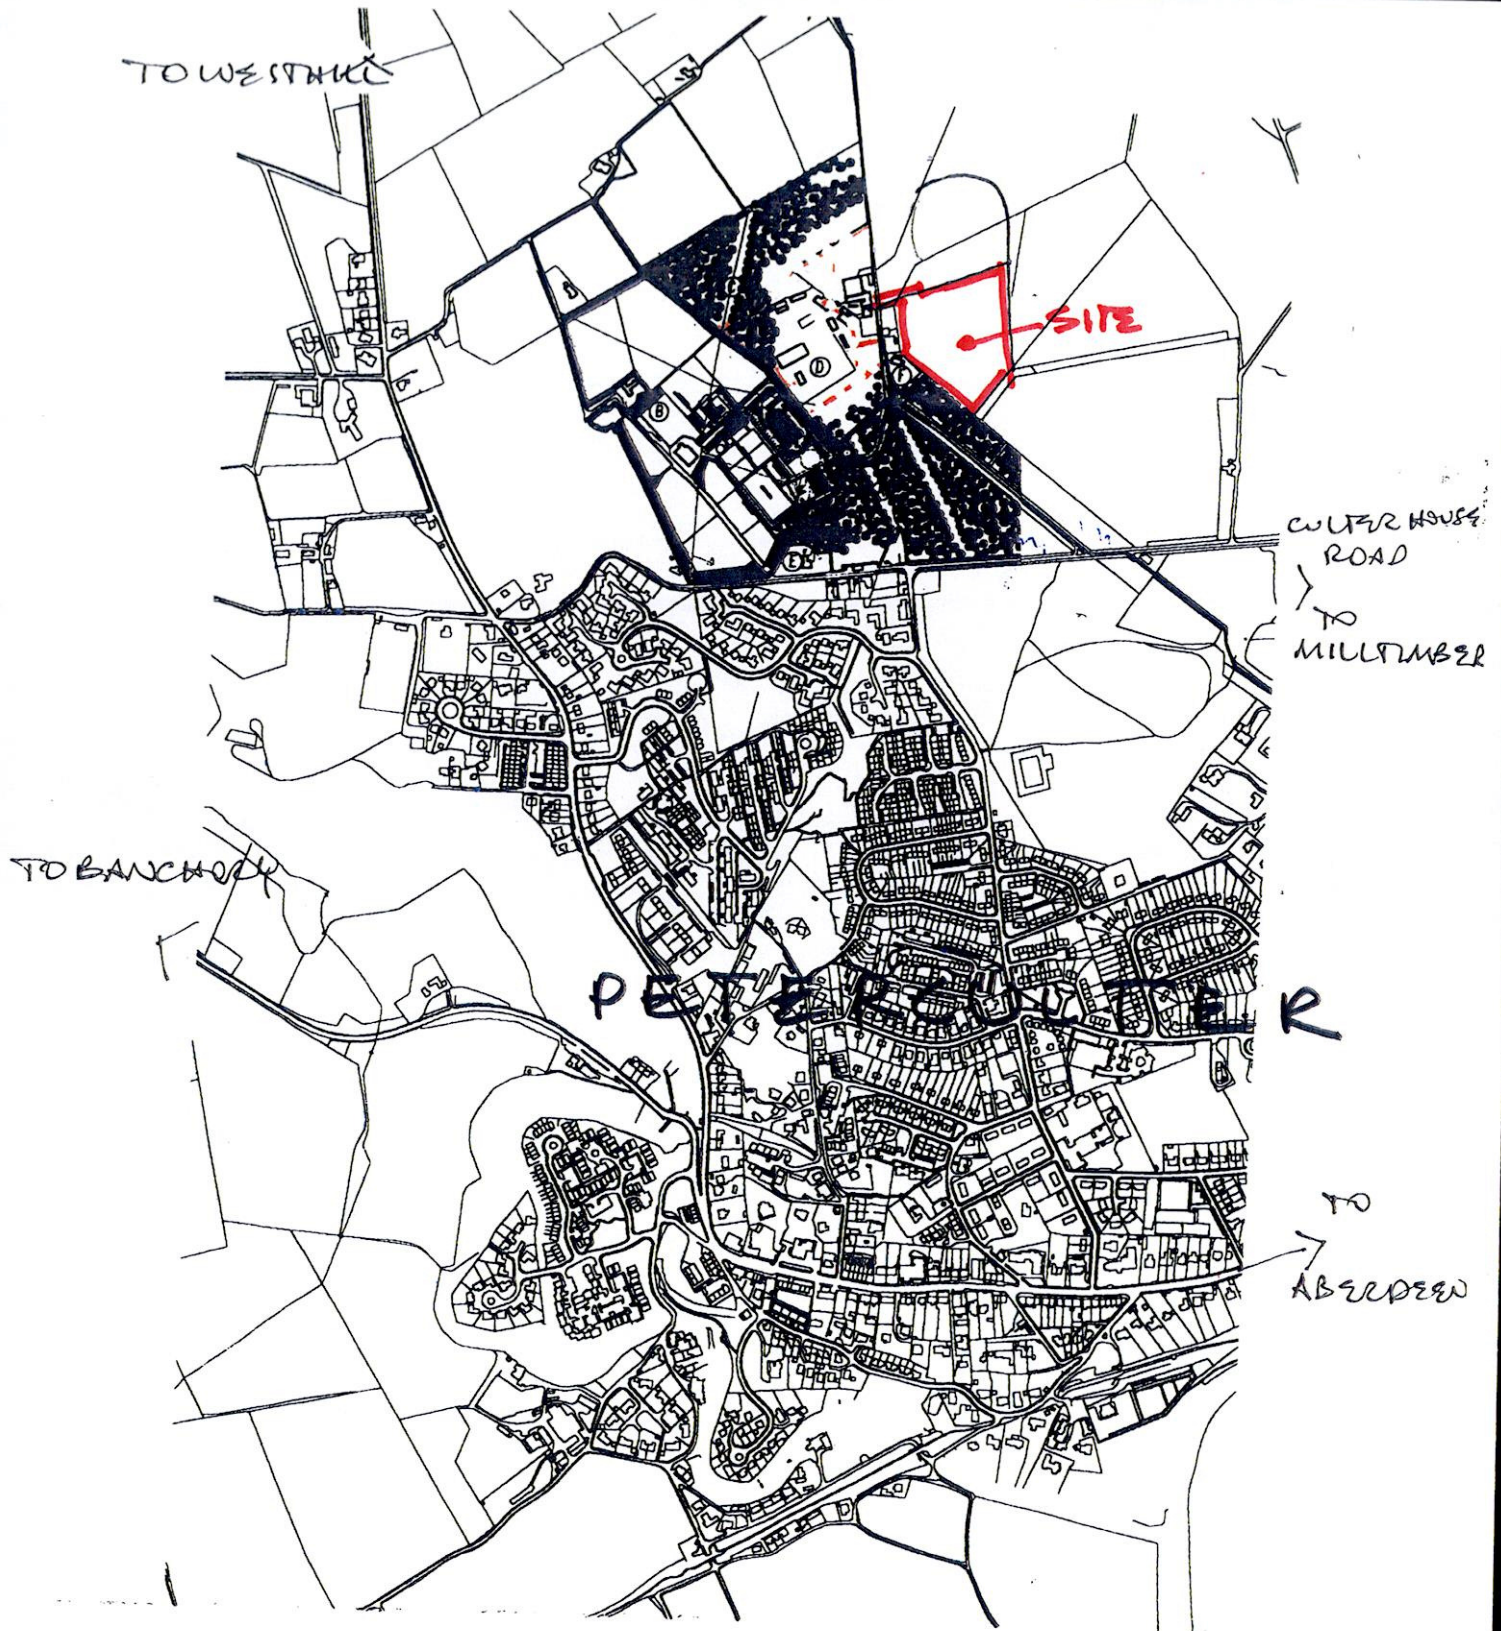 TO WESTHILL
SITE
D
F
B
E
CULTER HOUSE
ROAD
TO
MILLTIMBER
TO BANCHORY
PETERCULTER
TO
ABERDEEN